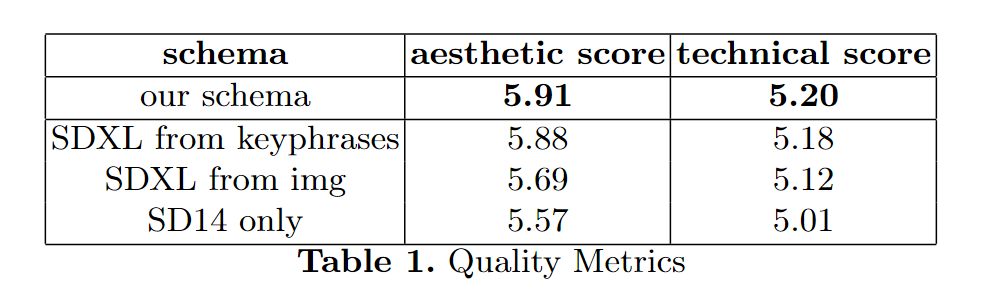 schema aesthetic score technical score
our schema 5.91 5.20
SDXL from keyphrases 5.88 5.18
SDXL from img 5.69 5.12
SD14 only 5.57 5.01
Table 1. Quality Metrics